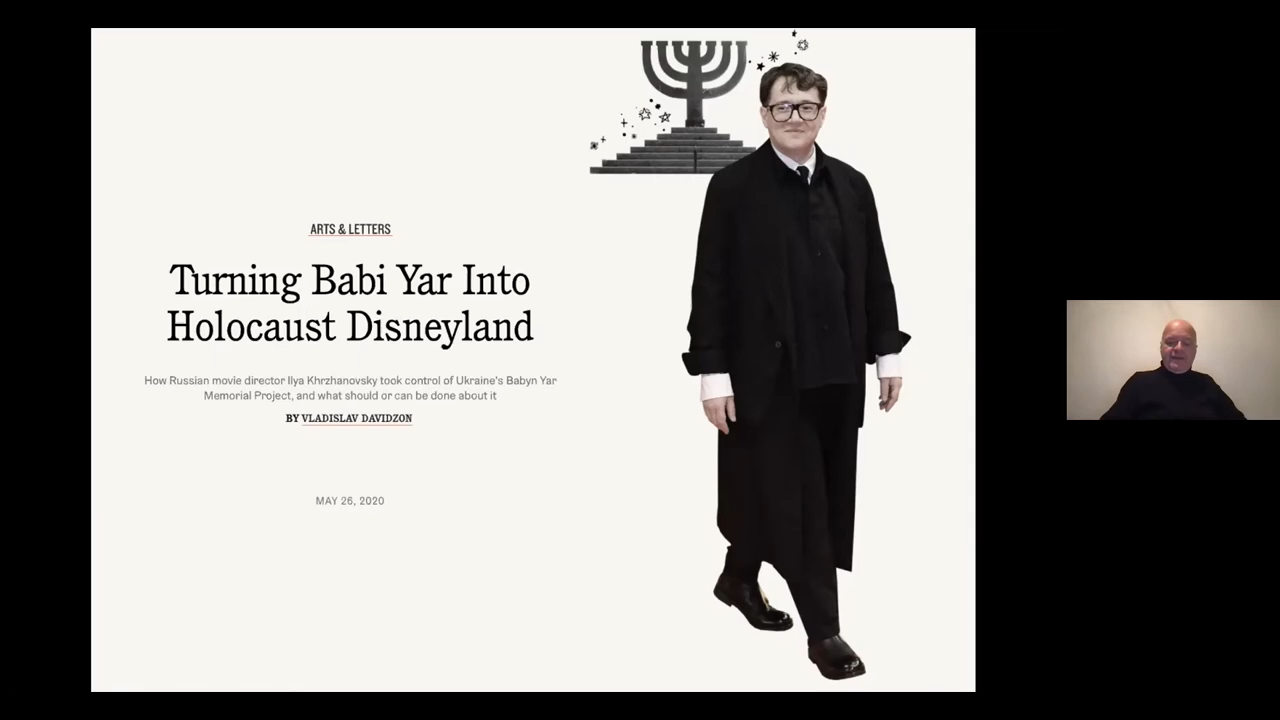 ARTS & LETTERS
Turning Babi Yar Into
Holocaust Disneyland
How Russian movie director Ilya Khrzhanovsky took control of Ukraine's Babyn Yar
Memorial Project, and what should or can be done about it
BY VLADISLAV DAVIDZON
MAY 26, 2020